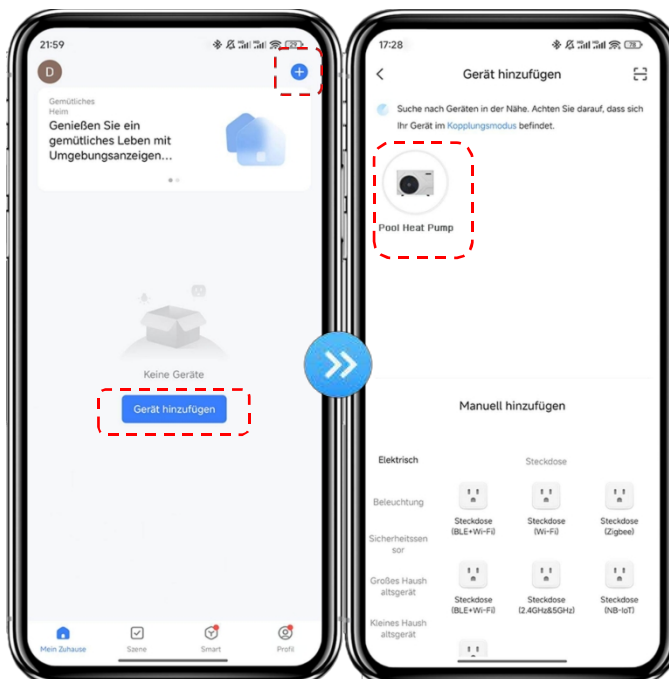 21:59
29
D
Gemütliches
Heim
Genießen Sie ein
gemütliches Leben mit
Umgebungsanzeigen...
Keine Geräte
Gerät hinzufügen
Mein Zuhause
Szene
Smart
Profil
17:28
78
Gerät hinzufügen
Suche nach Geräten in der Nähe. Achten Sie darauf, dass sich
Ihr Gerät im Kopplungsmodus befindet.
Pool Heat Pump
Manuell hinzufügen
Elektrisch
Steckdose
Beleuchtung
Steckdose
(BLE+Wi-Fi)
Steckdose
(Wi-Fi)
Steckdose
(Zigbee)
Sicherheitssen
sor
Großes Haush
altsgerät
Steckdose
(BLE+Wi-Fi)
Steckdose
(2.4GHz&5GHz)
Steckdose
(NB-IoT)
Kleines Haush
altsgerät